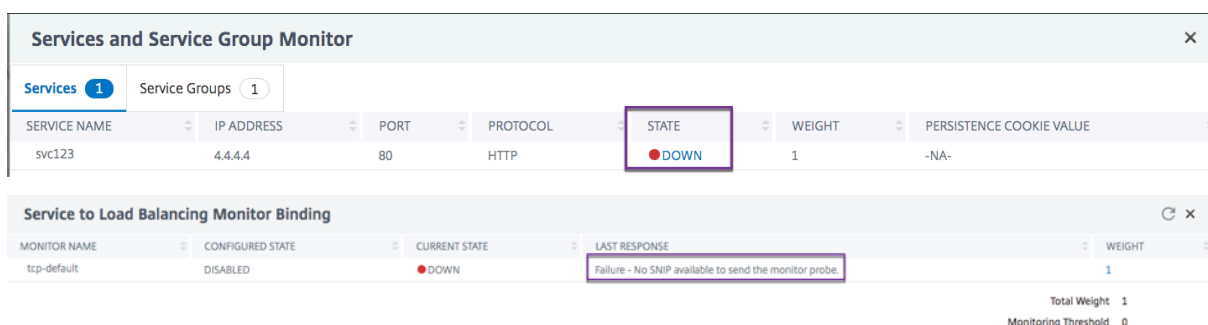 Services and Service Group Monitor ×
Services 1 Service Groups 1
SERVICE NAME IP ADDRESS PORT PROTOCOL STATE WEIGHT PERSISTENCE COOKIE VALUE
svc123 4.4.4.4 80 HTTP DOWN 1 -NA-
Service to Load Balancing Monitor Binding ×
MONITOR NAME CONFIGURED STATE CURRENT STATE LAST RESPONSE WEIGHT
tcp-default DISABLED DOWN Failure - No SNIP available to send the monitor probe. 1
Total Weight 1
Monitoring Threshold 0